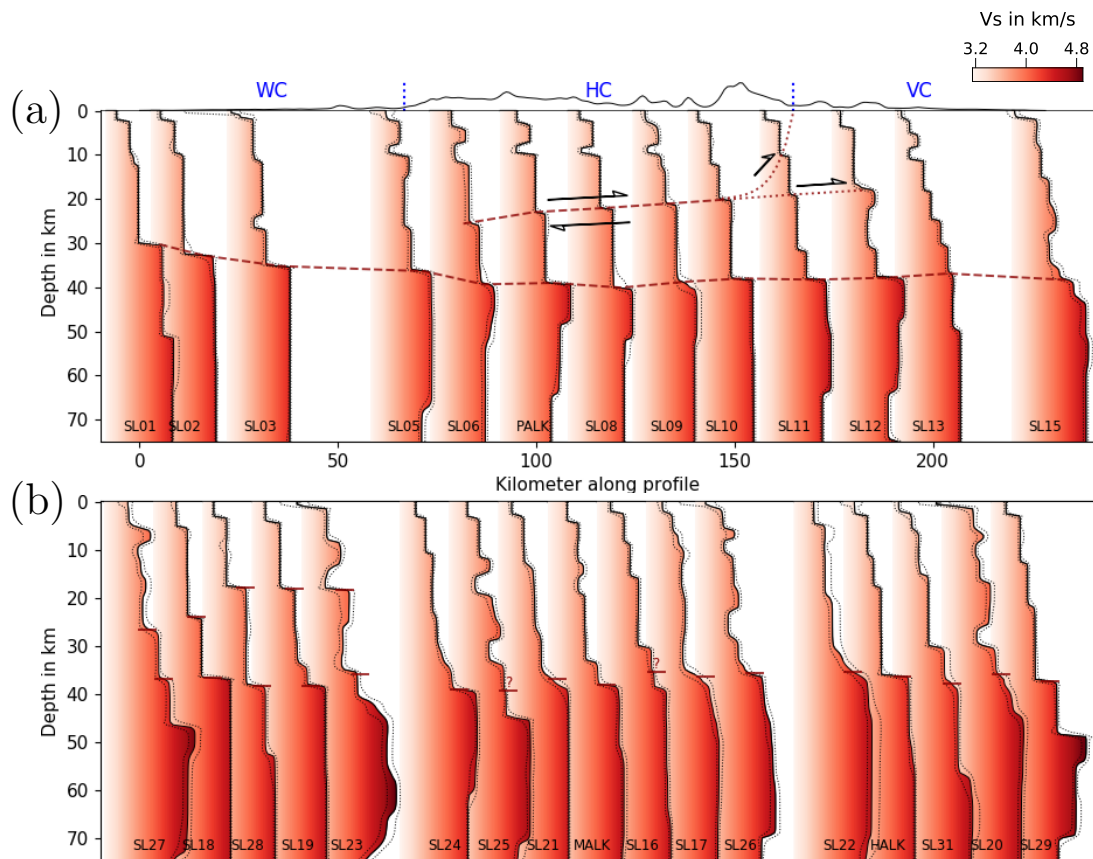 Vs in km/s
3.2 4.0 4.8
(a)
WC HC VC
0
10
20
30
40
50
60
70
Depth in km
SL01 SL02 SL03 SL05 SL06 PALK SL08 SL09 SL10 SL11 SL12 SL13 SL15
0 50 100 150 200
Kilometer along profile
(b)
0
10
20
30
40
50
60
70
Depth in km
? ?
SL27 SL18 SL28 SL19 SL23 SL24 SL25 SL21 MALK SL16 SL17 SL26 SL22 HALK SL31 SL20 SL29